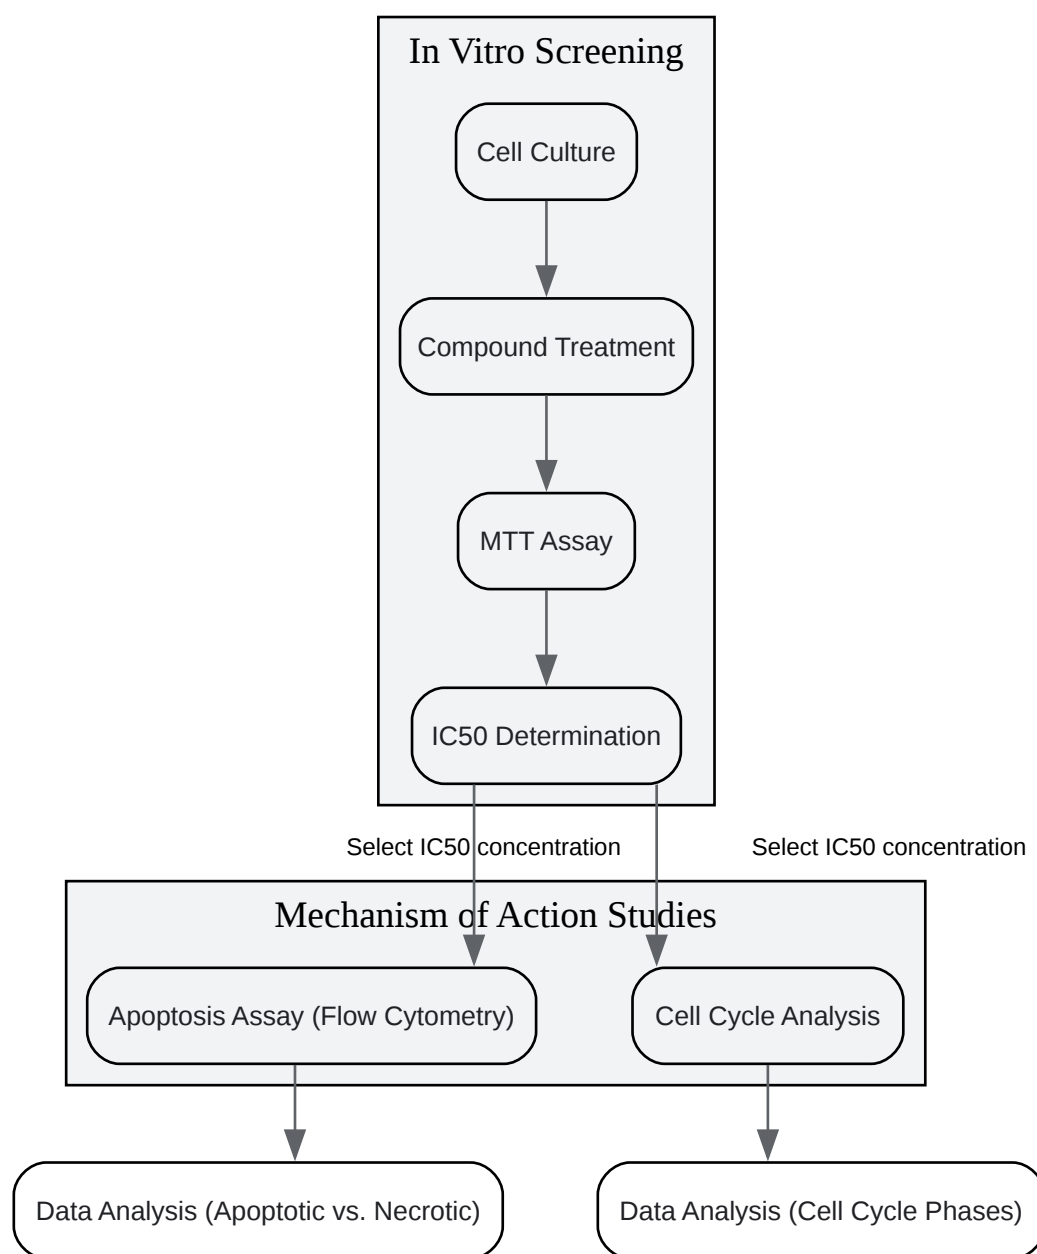 In Vitro Screening
Cell Culture
Compound Treatment
MTT Assay
IC50 Determination
Select IC50 concentration
Select IC50 concentration
Mechanism of Action Studies
Apoptosis Assay (Flow Cytometry)
Cell Cycle Analysis
Data Analysis (Apoptotic vs. Necrotic)
Data Analysis (Cell Cycle Phases)